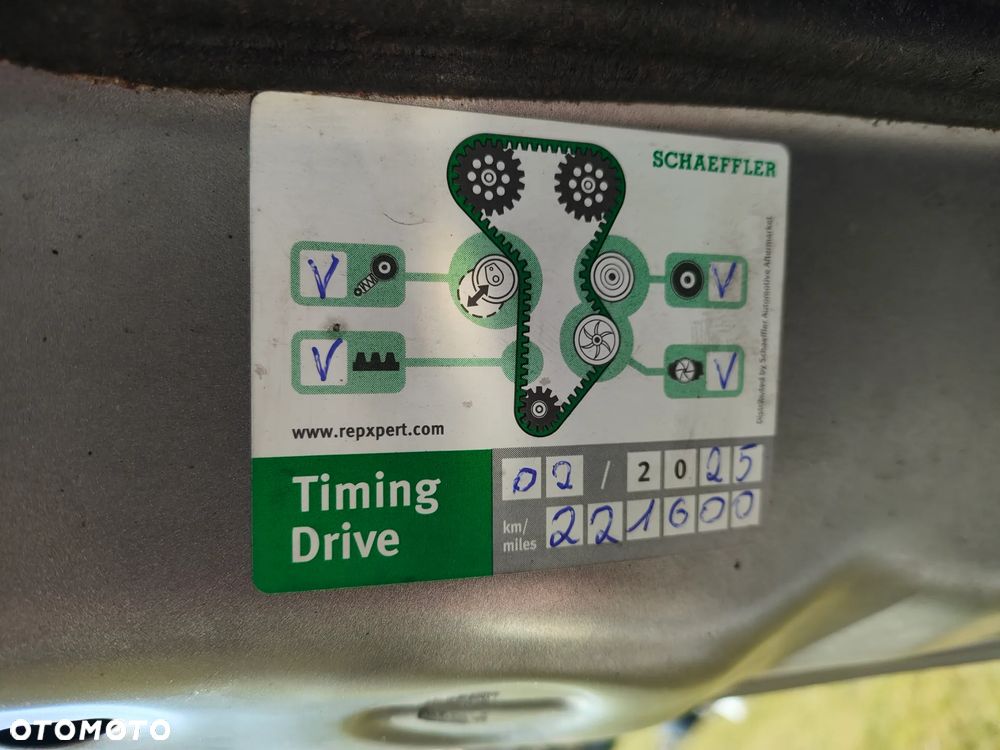 SCHAEFFLER
V
V
V
V
Distributed by Schaeffler Automotive Aftermarket
www.repxpert.com
Timing
Drive
02 / 2025
km/
miles
221600
OTOMOTO